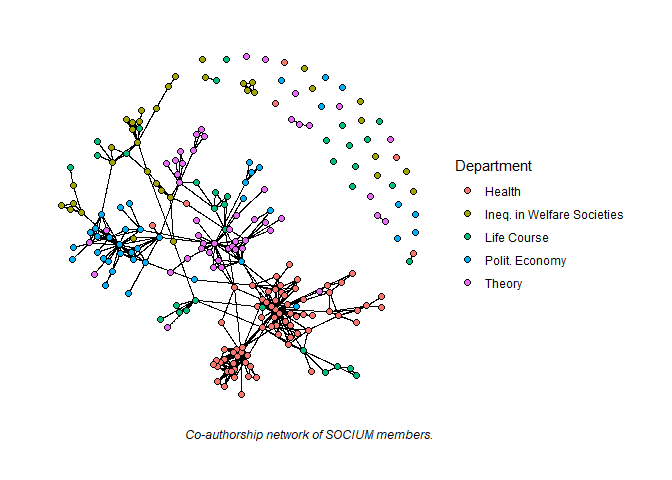 Department
Health
Ineq. in Welfare Societies
Life Course
Polit. Economy
Theory
Co-authorship network of SOCIUM members.